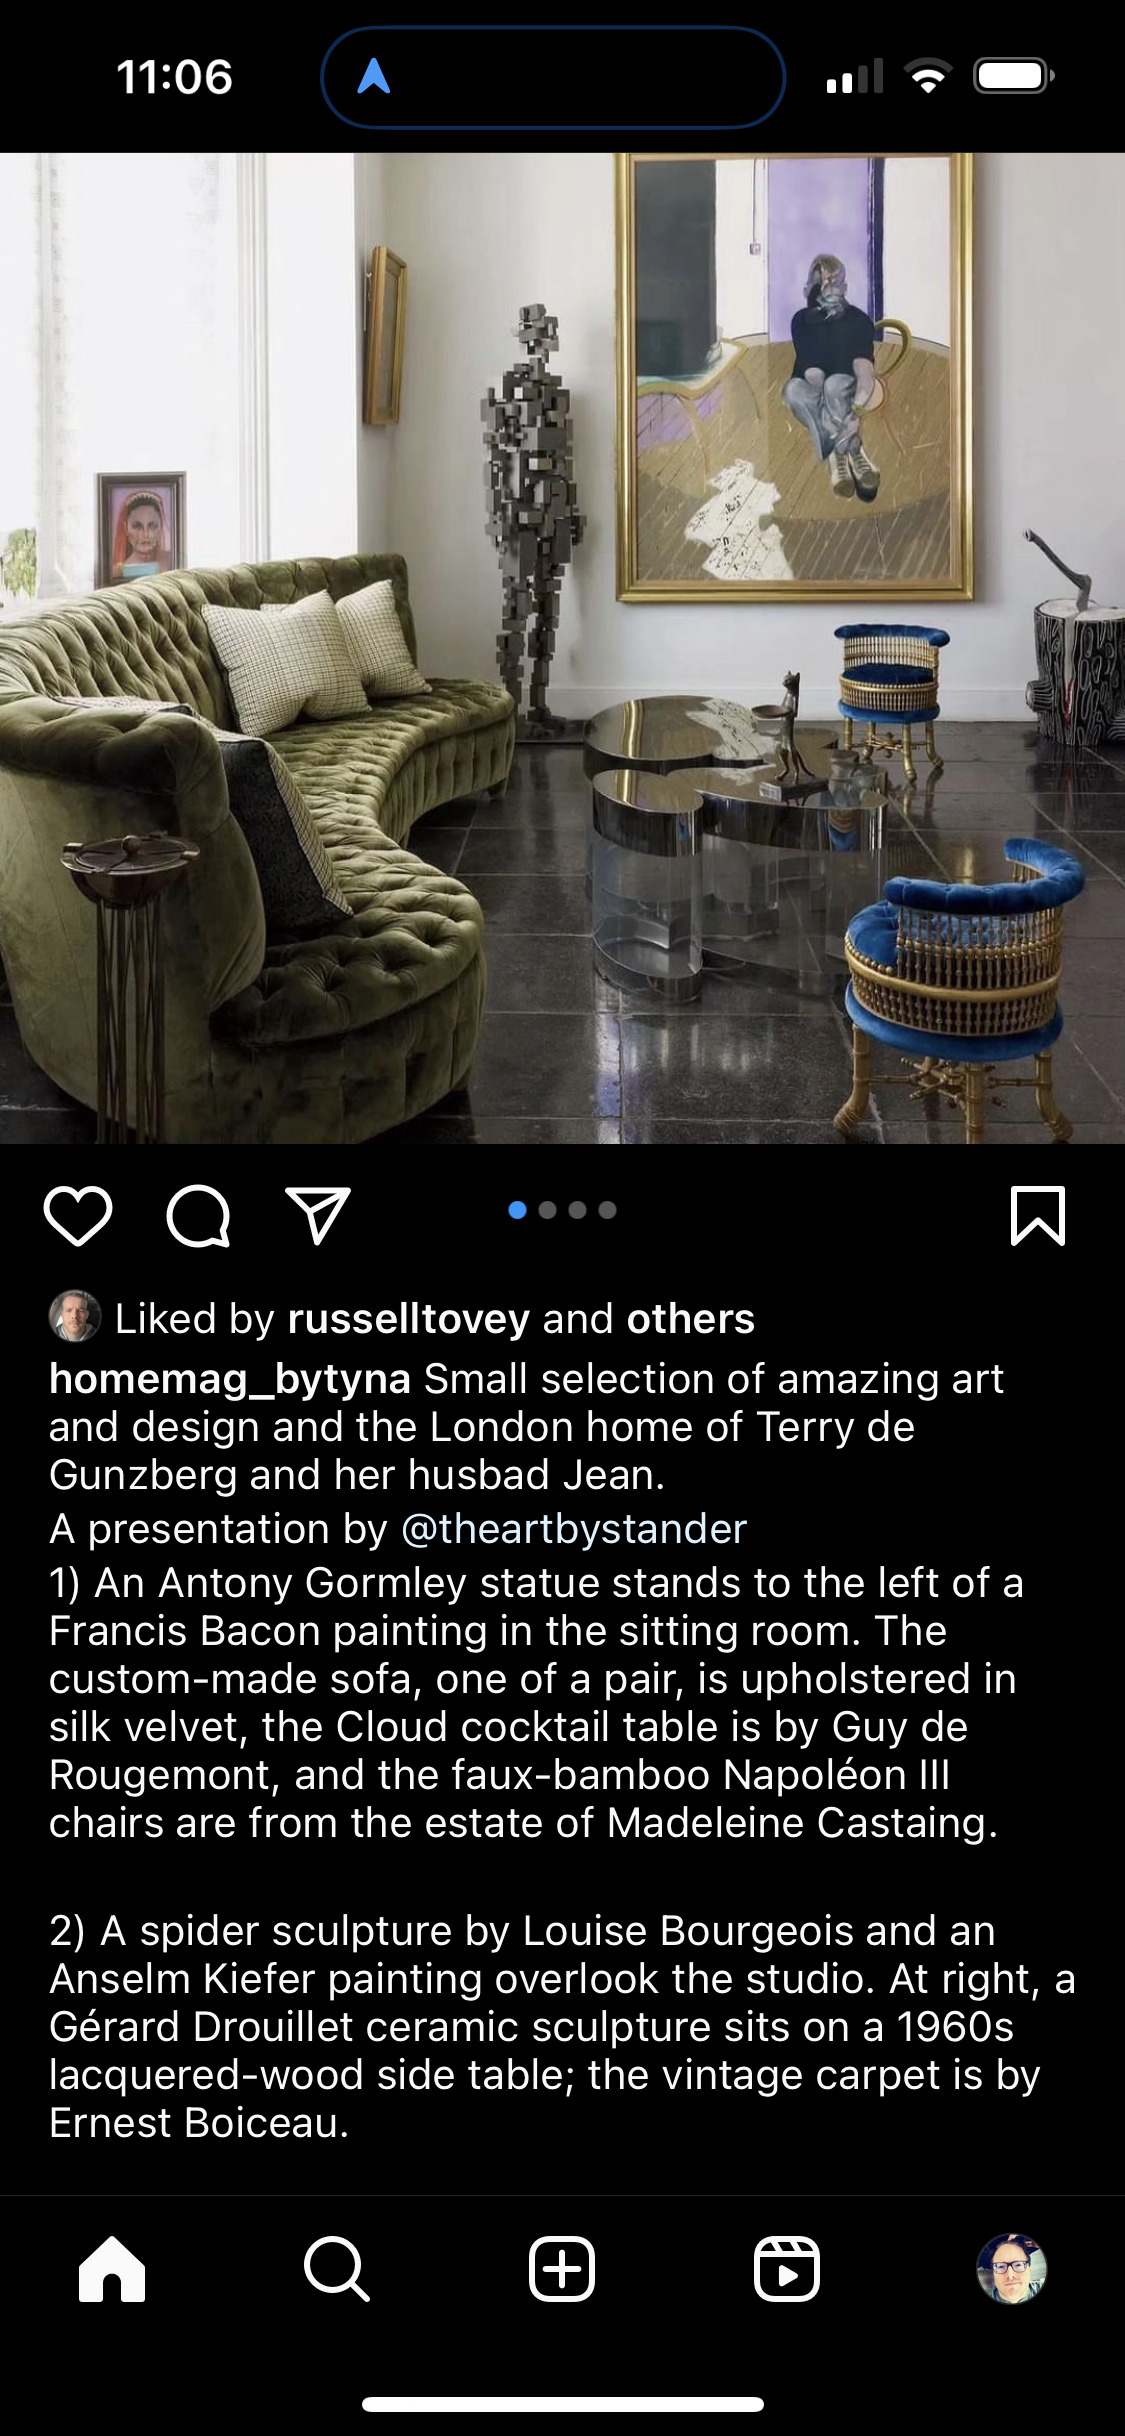 11:06
Liked by russelltovey and others
homemag_bytyna Small selection of amazing art
and design and the London home of Terry de
Gunzberg and her husbad Jean.
A presentation by @theartbystander
1) An Antony Gormley statue stands to the left of a
Francis Bacon painting in the sitting room. The
custom-made sofa, one of a pair, is upholstered in
silk velvet, the Cloud cocktail table is by Guy de
Rougemont, and the faux-bamboo Napoléon III
chairs are from the estate of Madeleine Castaing.
2) A spider sculpture by Louise Bourgeois and an
Anselm Kiefer painting overlook the studio. At right, a
Gérard Drouillet ceramic sculpture sits on a 1960s
lacquered-wood side table; the vintage carpet is by
Ernest Boiceau.